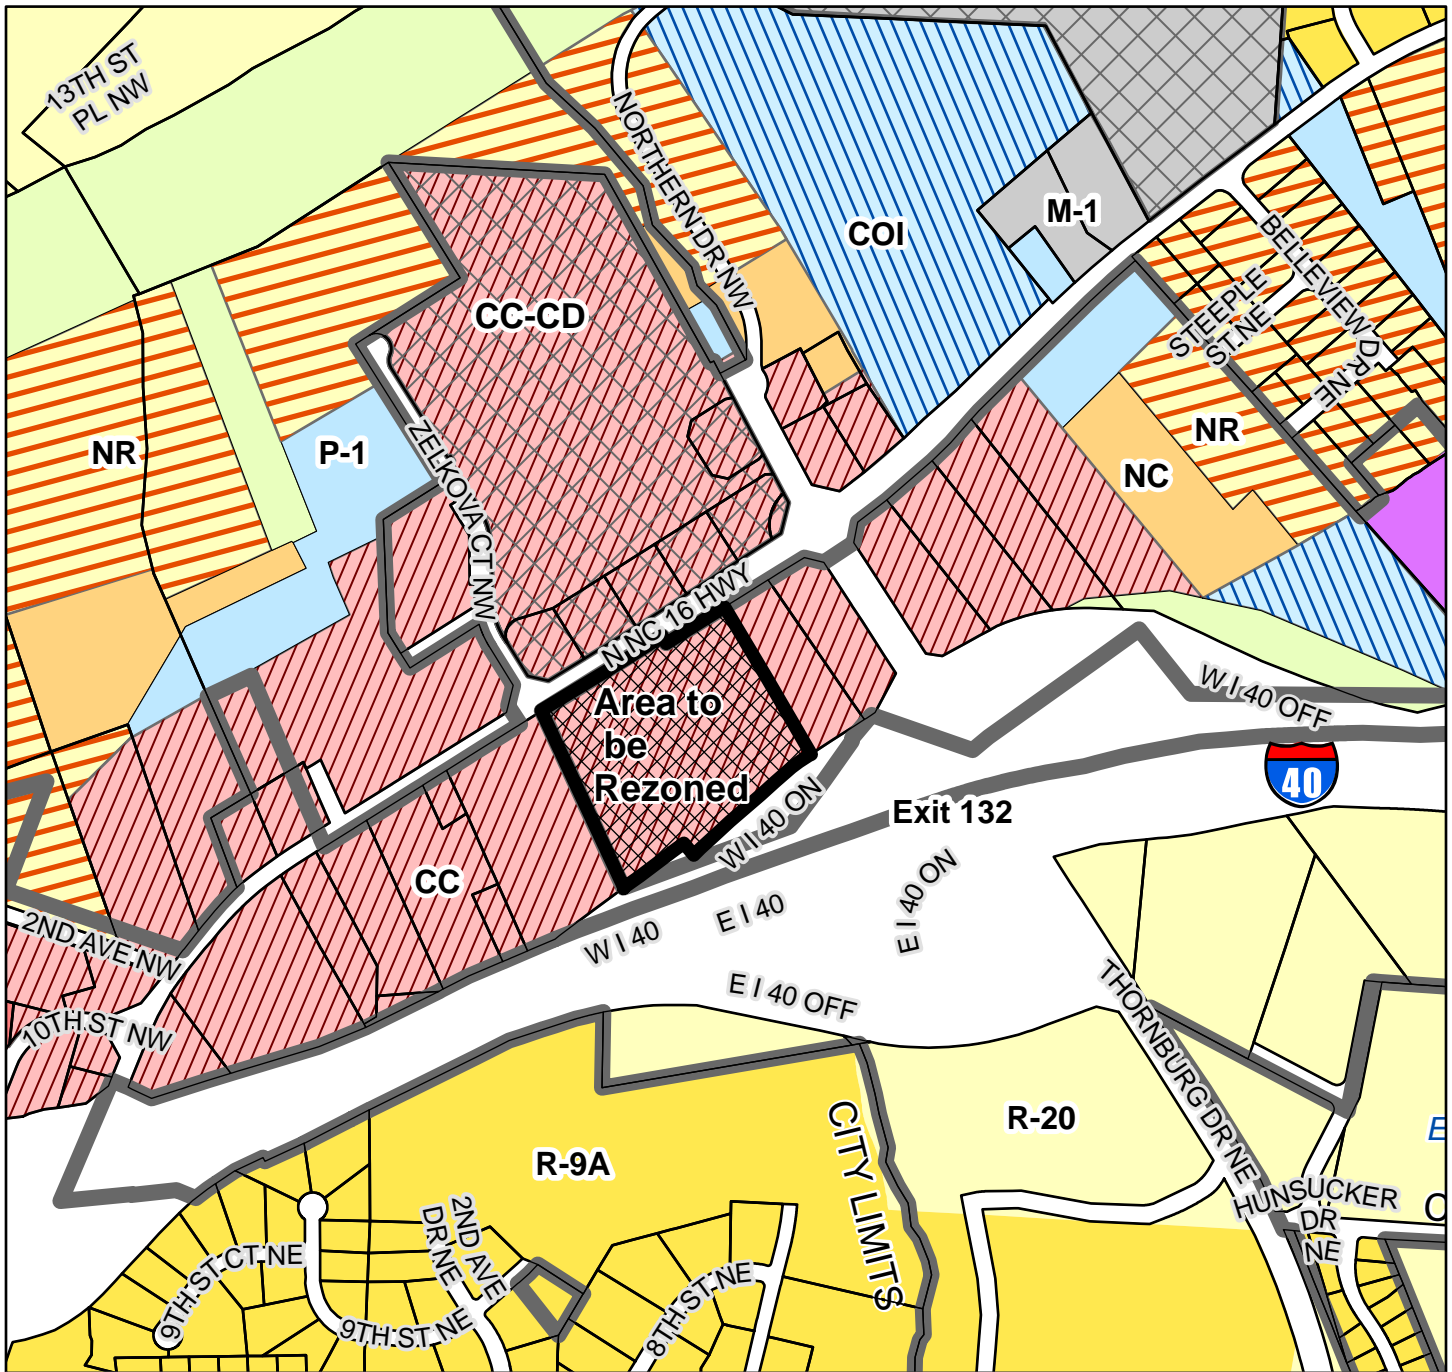 13TH ST
PL NW
NORTHERN DR NW
COI
M-1
BELLEVIEW DR NE
STEEPLE
ST NE
CC-CD
NR
P-1
ZELKOVA CT NW
NR
NC
N NC 16 HWY
Area to
be
Rezoned
W I 40 OFF
40
Exit 132
W I 40 ON
CC
E I 40 ON
E I 40
W I 40
2ND AVE NW
10TH ST NW
E I 40 OFF
THORNBURG DR NE
R-20
CITY LIMITS
R-9A
HUNSUCKER
DR
NE
2ND AVE
DR NE
9TH ST CT NE
9TH ST NE
8TH ST NE